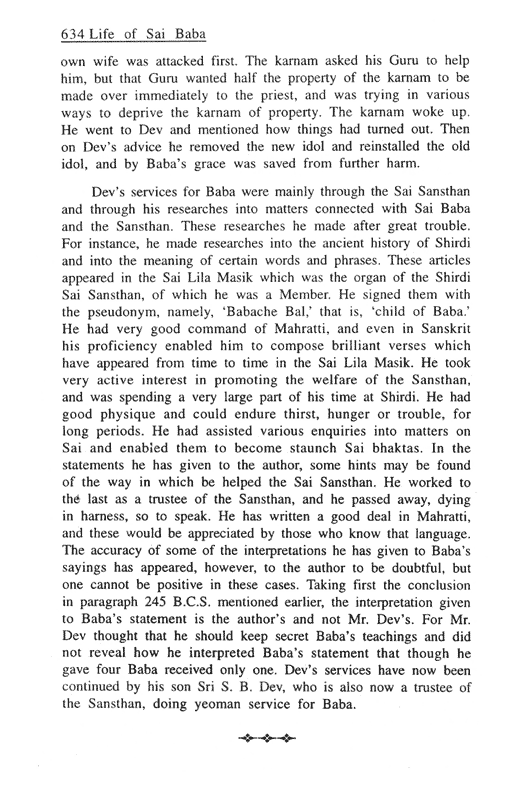 634 Life of Sai Baba
own wife was attacked first. The karnam asked his Guru to help
him, but that Guru wanted half the property of the karnam to be
made over immediately to the priest, and was trying in various
ways to deprive the karnam of property. The karnam woke up.
He went to Dev and mentioned how things had turned out. Then
on Dev's advice he removed the new idol and reinstalled the old
idol, and by Baba's grace was saved from further harm.
Dev's services for Baba were mainly through the Sai Sansthan
and through his researches into matters connected with Sai Baba
and the Sansthan. These researches he made after great trouble.
For instance, he made researches into the ancient history of Shirdi
and into the meaning of certain words and phrases. These articles
appeared in the Sai Lila Masik which was the organ of the Shirdi
Sai Sansthan, of which he was a Member. He signed them with
the pseudonym, namely, 'Babache Bal,' that is, 'child of Baba.'
He had very good command of Mahratti, and even in Sanskrit
his proficiency enabled him to compose brilliant verses which
have appeared from time to time in the Sai Lila Masik. He took
very active interest in promoting the welfare of the Sansthan,
and was spending a very large part of his time at Shirdi. He had
good physique and could endure thirst, hunger or trouble, for
long periods. He had assisted various enquiries into matters on
Sai and enabled them to become staunch Sai bhaktas. In the
statements he has given to the author, some hints may be found
of the way in which be helped the Sai Sansthan. He worked to
the last as a trustee of the Sansthan, and he passed away, dying
in harness, so to speak. He has written a good deal in Mahratti,
and these would be appreciated by those who know that language.
The accuracy of some of the interpretations he has given to Baba's
sayings has appeared, however, to the author to be doubtful, but
one cannot be positive in these cases. Taking first the conclusion
in paragraph 245 B.C.S. mentioned earlier, the interpretation given
to Baba's statement is the author's and not Mr. Dev's. For Mr.
Dev thought that he should keep secret Baba's teachings and did
not reveal how he interpreted Baba's statement that though he
gave four Baba received only one. Dev's services have now been
continued by his son Sri S. B. Dev, who is also now a trustee of
the Sansthan, doing yeoman service for Baba.